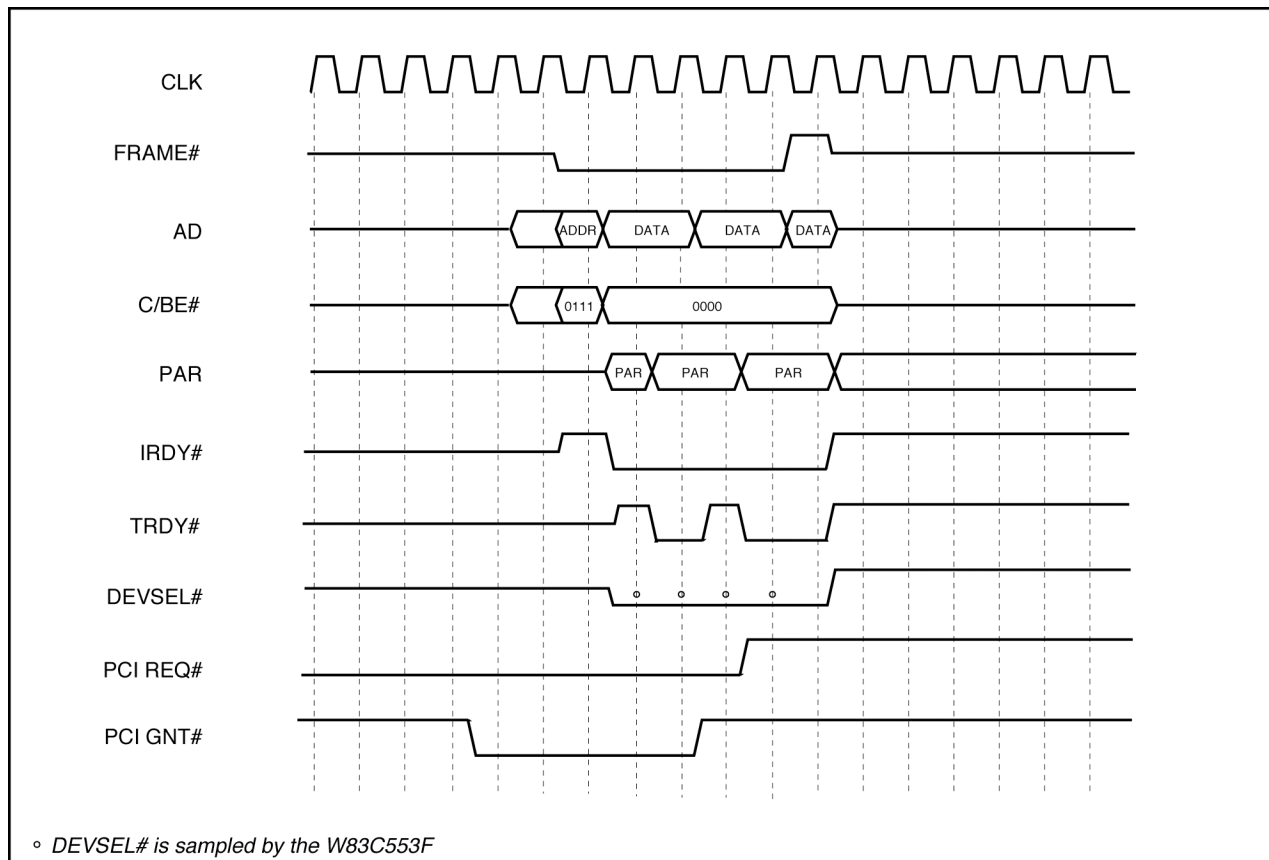 CLK
FRAME#
AD
ADDR DATA DATA DATA
C/BE#
0111 0000
PAR
PAR PAR PAR
IRDY#
TRDY#
DEVSEL#
PCI REQ#
PCI GNT#
° DEVSEL# is sampled by the W83C553F